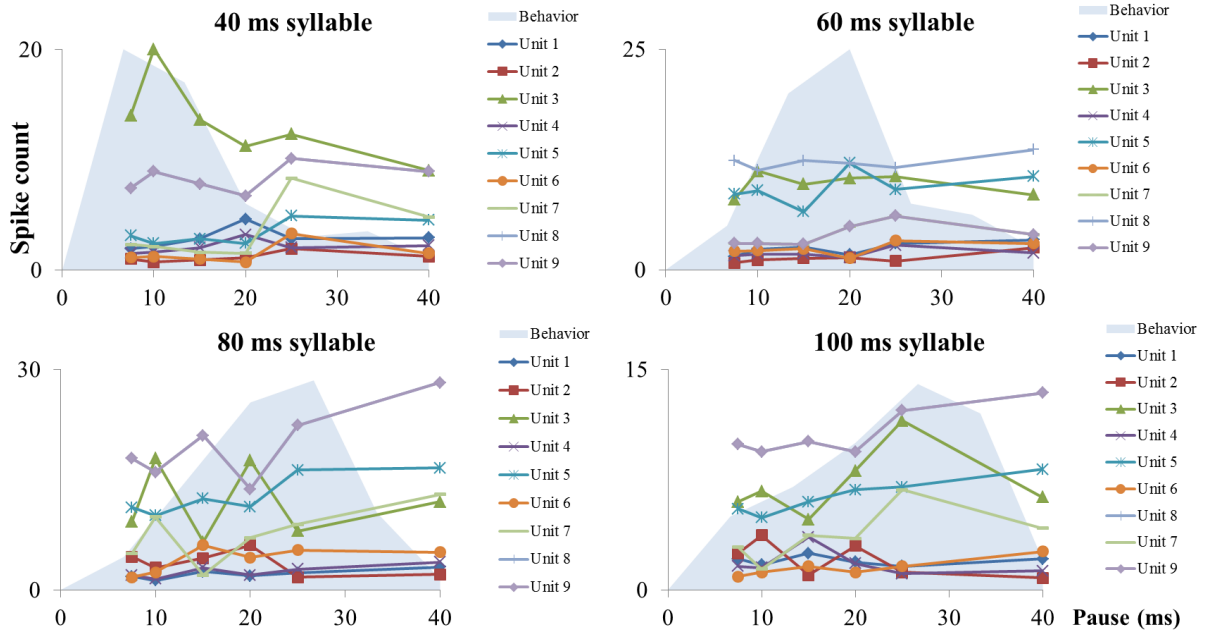 40 ms syllable
20
0
0
10
20
30
40
Spike count
Behavior
Unit 1
Unit 2
Unit 3
Unit 4
Unit 5
Unit 6
Unit 7
Unit 8
Unit 9
60 ms syllable
25
0
0
10
20
30
40
Behavior
Unit 1
Unit 2
Unit 3
Unit 4
Unit 5
Unit 6
Unit 7
Unit 8
Unit 9
80 ms syllable
30
0
0
10
20
30
40
Behavior
Unit 1
Unit 2
Unit 3
Unit 4
Unit 5
Unit 6
Unit 7
Unit 8
Unit 9
100 ms syllable
15
0
0
10
20
30
40
Pause (ms)
Behavior
Unit 1
Unit 2
Unit 3
Unit 4
Unit 5
Unit 6
Unit 7
Unit 8
Unit 9